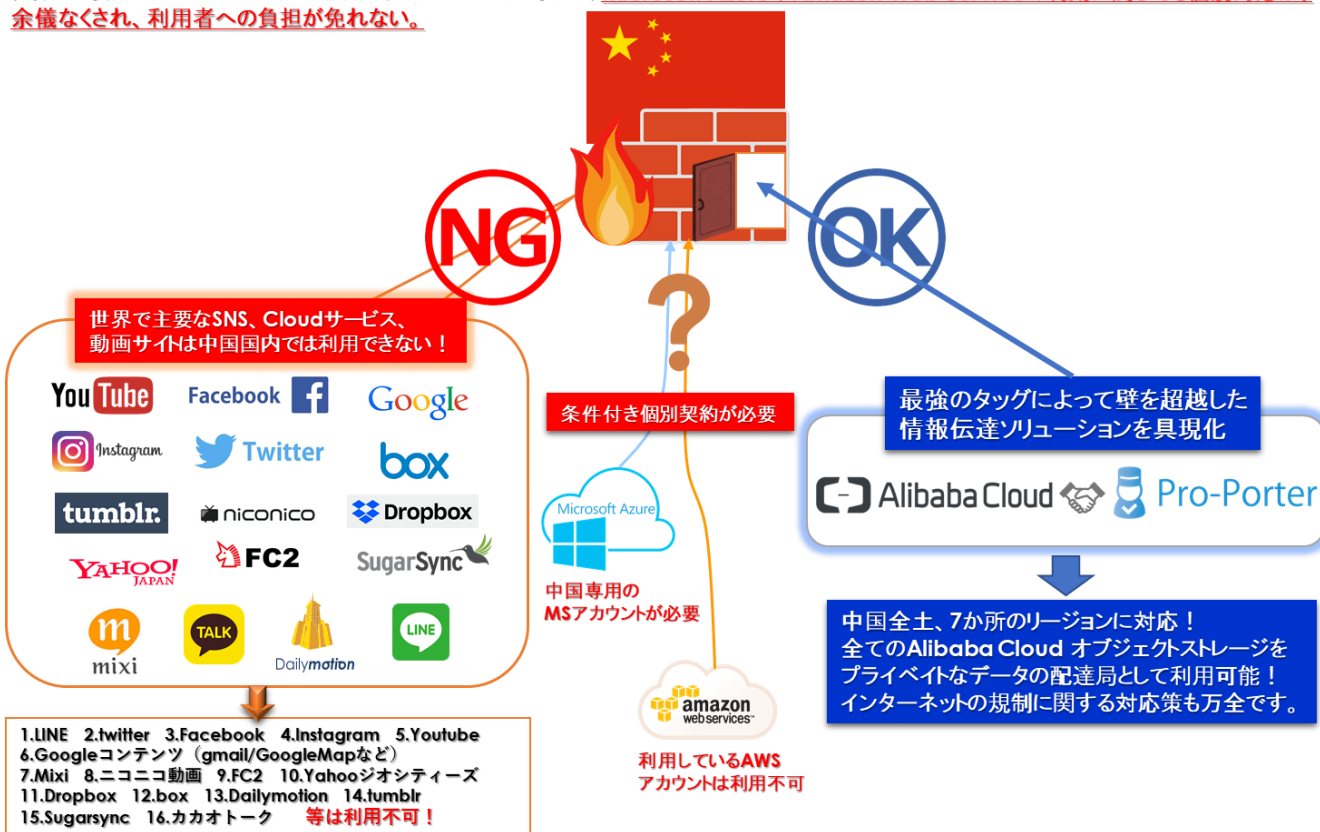 余儀なくされ、利用者への負担が免れない。
NG
OK
?
世界で主要なSNS、Cloudサービス、
動画サイトは中国国内では利用できない！
You Tube
Facebook
Google
Instagram
Twitter
box
tumblr.
niconico
Dropbox
YAHOO!
JAPAN
FC2
SugarSync
mixi
TALK
Dailymotion
LINE
1.LINE 2.twitter 3.Facebook 4.Instagram 5.Youtube
6.Googleコンテンツ（gmail/GoogleMapなど）
7.Mixi 8.ニコニコ動画 9.FC2 10.Yahooジオシティーズ
11.Dropbox 12.box 13.Dailymotion 14.tumblr
15.Sugarsync 16.カカオトーク 等は利用不可！
条件付き個別契約が必要
Microsoft Azure
中国専用の
MSアカウントが必要
amazon
webservices™
利用しているAWS
アカウントは利用不可
最強のタッグによって壁を超越した
情報伝達ソリューションを具現化
Alibaba Cloud
Pro-Porter
中国全土、7か所のリージョンに対応！
全てのAlibaba Cloud オブジェクトストレージを
プライベイトなデータの配達局として利用可能！
インターネットの規制に関する対応策も万全です。